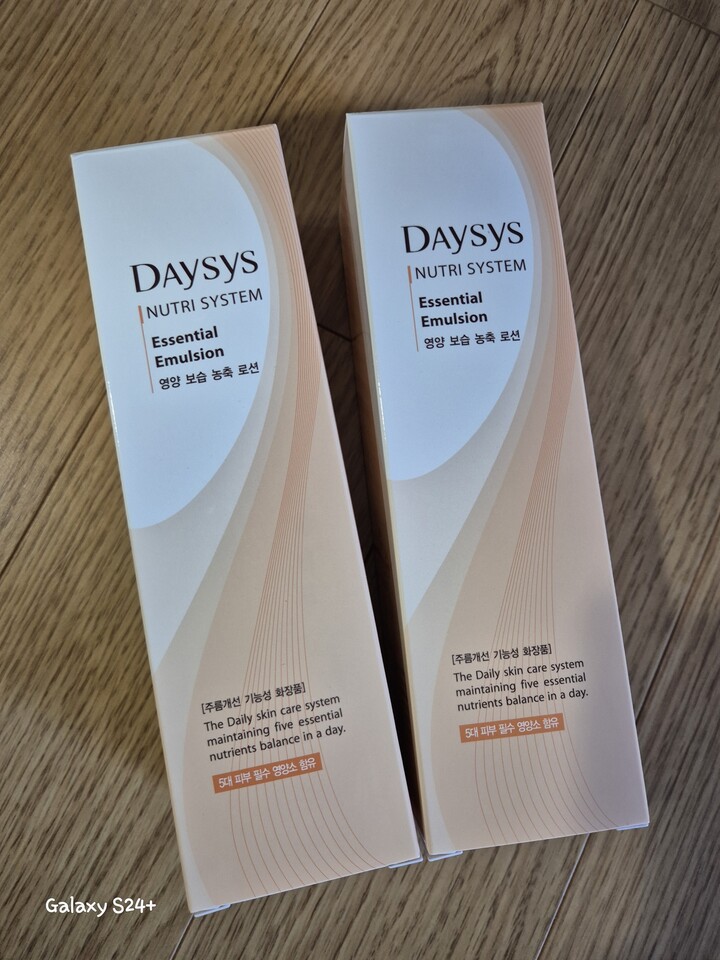 DAYSYS
NUTRI SYSTEM
Essential
Emulsion
영양 보습 농축 로션
[주름개선 기능성 화장품]
The Daily skin care system
maintaining five essential
nutrients balance in a day.
5대 피부 필수 영양소 함유
DAYSYS
NUTRI SYSTEM
Essential
Emulsion
영양 보습 농축 로션
[주름개선 기능성 화장품]
The Daily skin care system
maintaining five essential
nutrients balance in a day.
5대 피부 필수 영양소 함유
Galaxy S24+